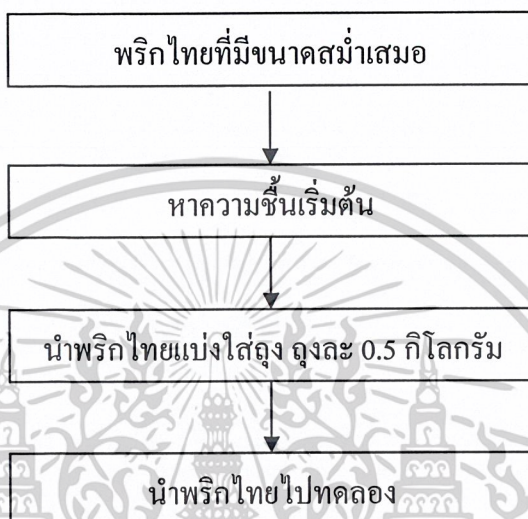 พริกไทยที่มีขนาดสม่ำเสมอ
หาความชื้นเริ่มต้น
นำพริกไทยแบ่งใส่ถุง ถุงละ 0.5 กิโลกรัม
นำพริกไทยไปทดลอง